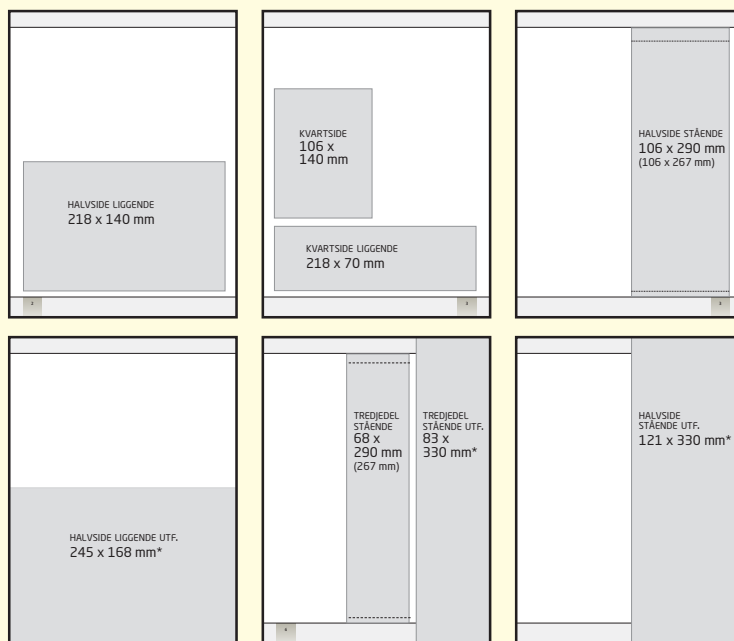 HALVSIDE LIGGENDE
218 x 140 mm
2
KVARTSIDE
106 x
140 mm
KVARTSIDE LIGGENDE
218 x 70 mm
HALVSIDE STÅENDE
106 x 290 mm
(106 x 267 mm)
3
HALVSIDE LIGGENDE UTF.
245 x 168 mm*
TREDJEDEL
STÅENDE
68 x
290 mm
(267 mm)
TREDJEDEL
STÅENDE UTF.
83 x
330 mm*
HALVSIDE
STÅENDE UTF.
121 x 330 mm*